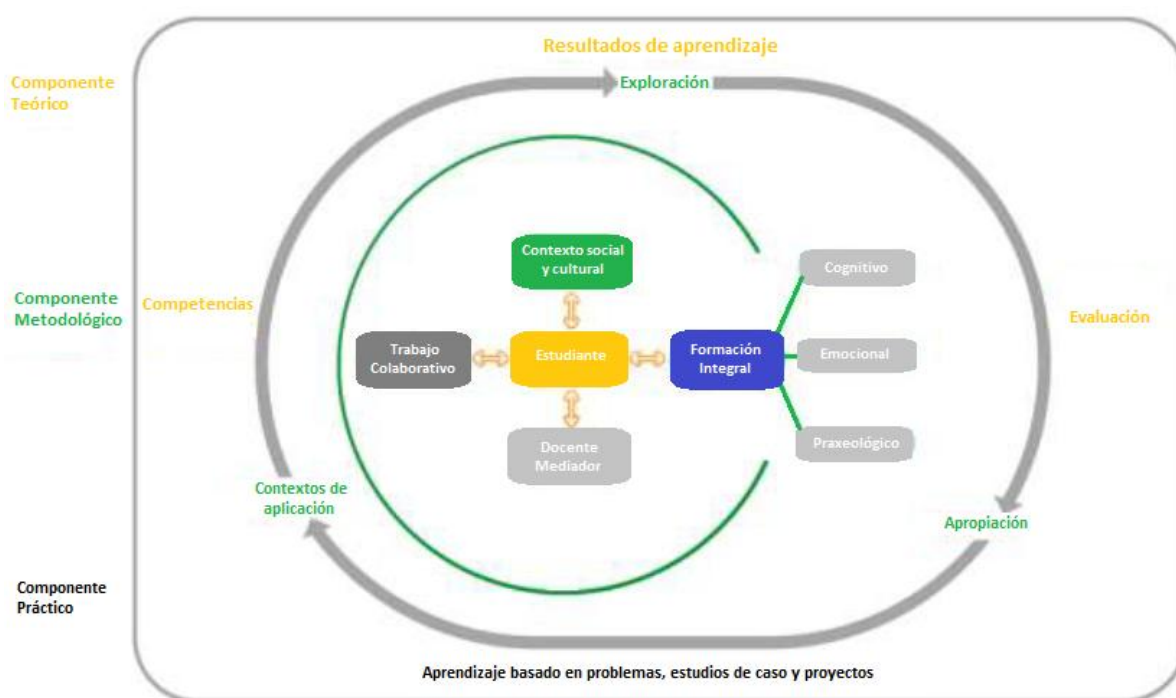 Resultados de aprendizaje
Componente
Teórico
Exploración
Contexto social
y cultural
Cognitivo
Componente
Metodológico
Competencias
Evaluación
Trabajo
Colaborativo
Estudiante
Formación
Integral
Emocional
Docente
Mediador
Praxeológico
Contextos de
aplicación
Apropiación
Componente
Práctico
Aprendizaje basado en problemas, estudios de caso y proyectos